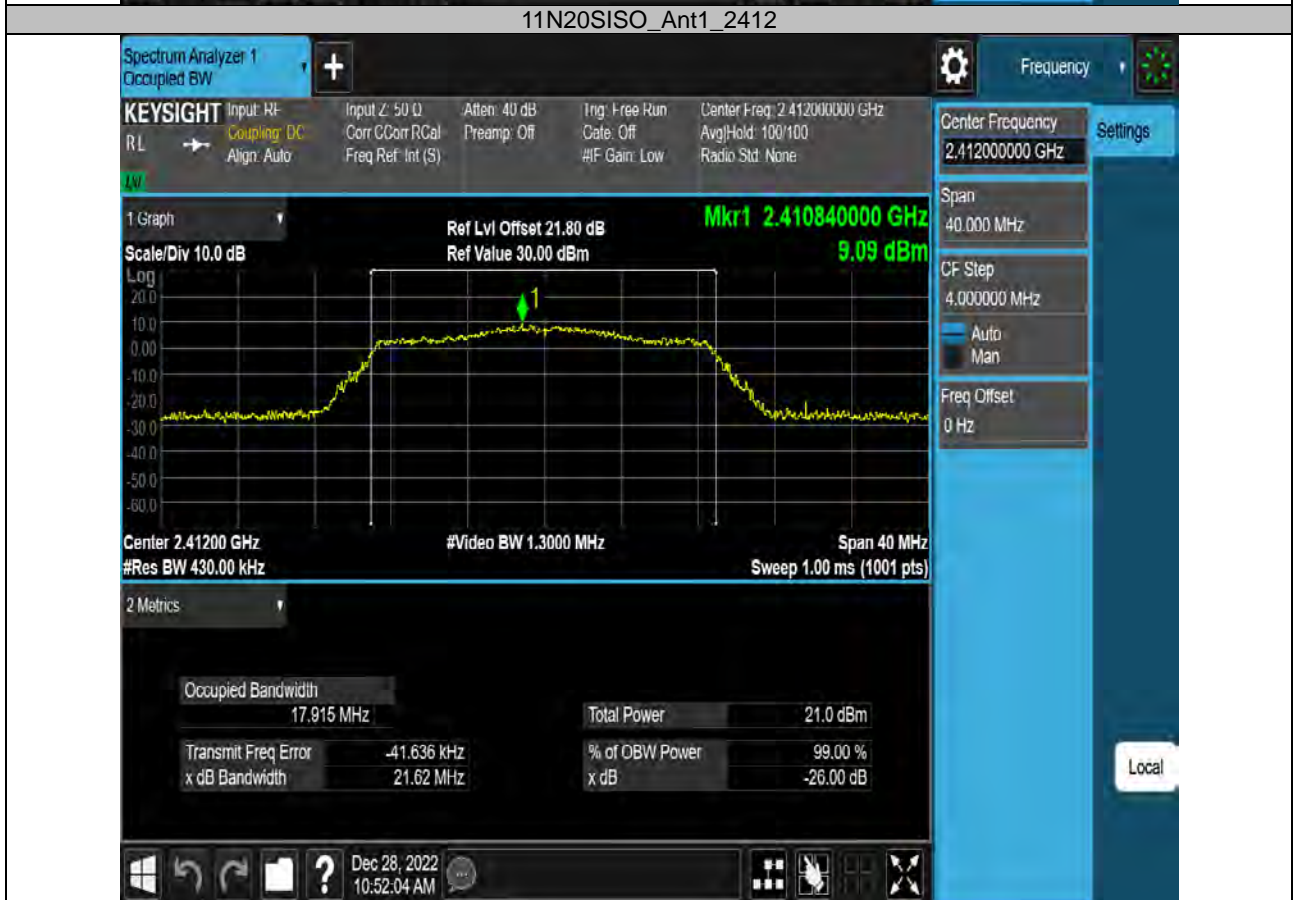 11N20SISO_Ant1_2412
Spectrum Analyzer 1
Occupied BW
+
Frequency
KEYSIGHT
RL
Input: RF
Coupling: DC
Align: Auto
Input Z: 50 Ω
Corr CCorr RCal
Freq Ref: Int (S)
Atten: 40 dB
Preamp: Off
Trig: Free Run
Gate: Off
#IF Gain: Low
Center Freq: 2.412000000 GHz
Avg|Hold: 100/100
Radio Std: None
Center Frequency
2.412000000 GHz
Settings
Span
40.000 MHz
CF Step
4.000000 MHz
Auto
Man
Freq Offset
0 Hz
1 Graph
Scale/Div 10.0 dB
Ref Lvl Offset 21.80 dB
Ref Value 30.00 dBm
Mkr1 2.410840000 GHz
9.09 dBm
Log
20.0
10.0
0.00
-10.0
-20.0
-30.0
-40.0
-50.0
-60.0
1
Center 2.41200 GHz
#Res BW 430.00 kHz
#Video BW 1.3000 MHz
Span 40 MHz
Sweep 1.00 ms (1001 pts)
2 Metrics
Occupied Bandwidth
17.915 MHz
Total Power 21.0 dBm
Transmit Freq Error -41.636 kHz
% of OBW Power 99.00 %
x dB Bandwidth 21.62 MHz
x dB -26.00 dB
Local
?
Dec 28, 2022
10:52:04 AM